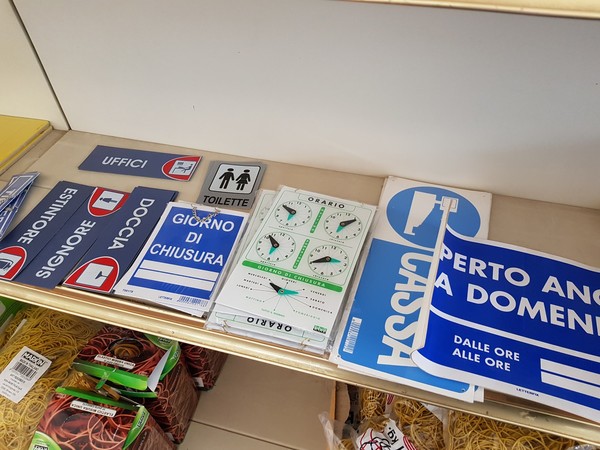 UFFICI
TOILETTE
ESTINTORE
SIGNORE
DOCCIA
GIORNO
DI
CHIUSURA
ORARIO
GIORNO DI CHIUSURA
ORARIO
CASSA
PERTO ANC
A DOMENI
DALLE ORE
ALLE ORE